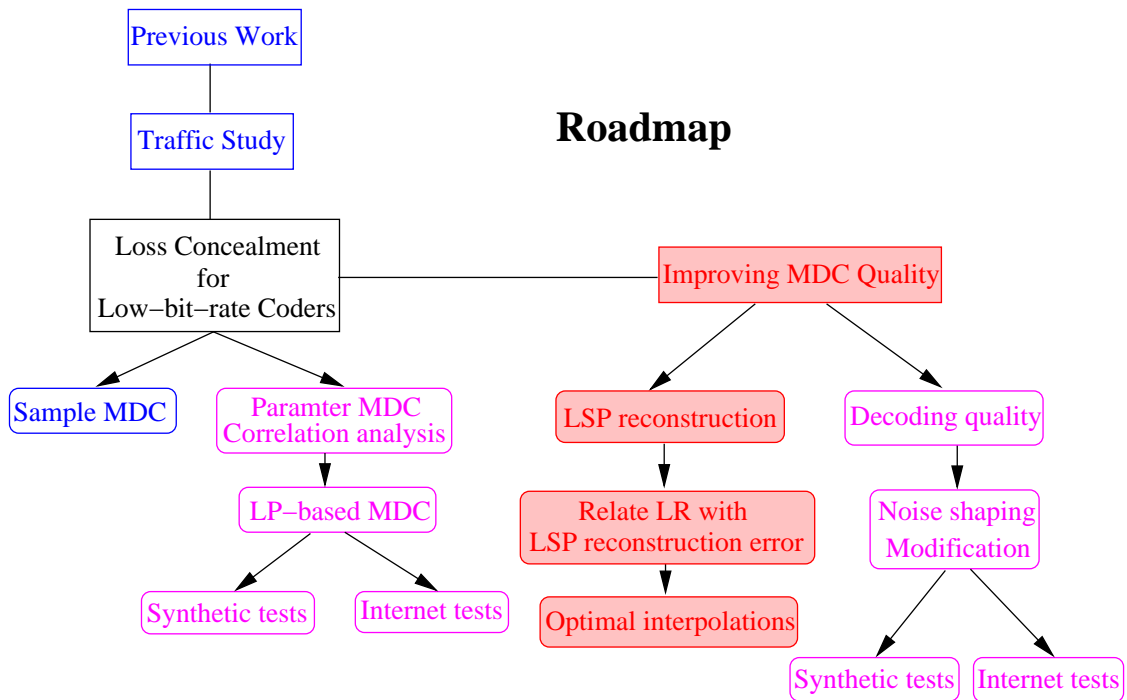 Previous Work
Traffic Study
Roadmap
Loss Concealment
for
Low−bit−rate Coders
Improving MDC Quality
Sample MDC
Paramter MDC
Correlation analysis
LSP reconstruction
Decoding quality
LP−based MDC
Relate LR with
LSP reconstruction error
Noise shaping
Modification
Synthetic tests
Internet tests
Optimal interpolations
Synthetic tests
Internet tests